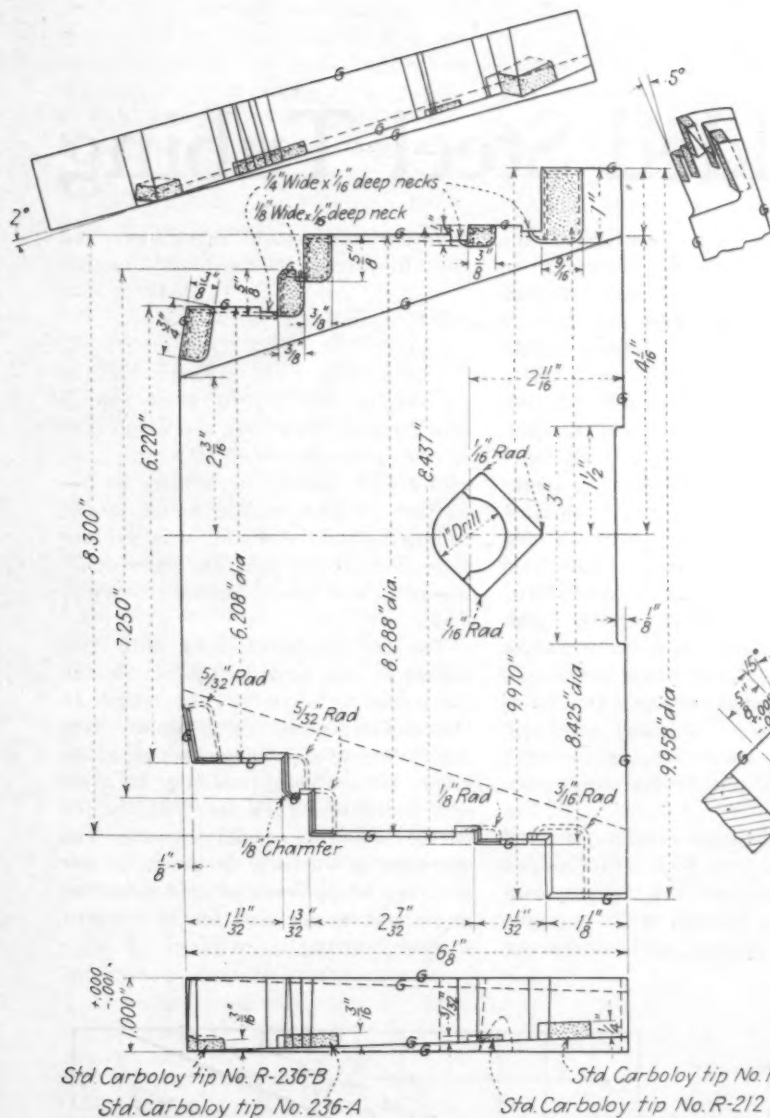 G
.5°
G
G
2°
1/4"Wide x 1/16" deep necks
1/8"Wide x 1/16" deep neck
1"
G
G
5/8
3/8"
9/16"
3/8"
5/8"
3/4"
G
G
3/8"
3/8"
G
2 11/16"
4 1/16"
G
2 3/16"
6.220"
8.437"
1/16" Rad.
3"
1 1/2"
8.300"
1" Drill
7.250"
6.208" dia.
1/16" Rad.
8.288" dia.
1/8"
9.970"
8.425" dia.
9.958" dia.
5/32" Rad
5/32" Rad
1/8" Rad
3/16" Rad.
1/8" Chamfer
1/8"
1 11/32"
13/32"
2 7/32"
1 1/32"
1 1/8"
6 1/8"
+.000
-.001"
1.000"
3/16"
3/16"
3/32"
1/4"
Std. Carboloy tip No. R-236-B
Std. Carboloy tip No.
Std. Carboloy tip No. 236-A
Std. Carboloy tip No. R-212